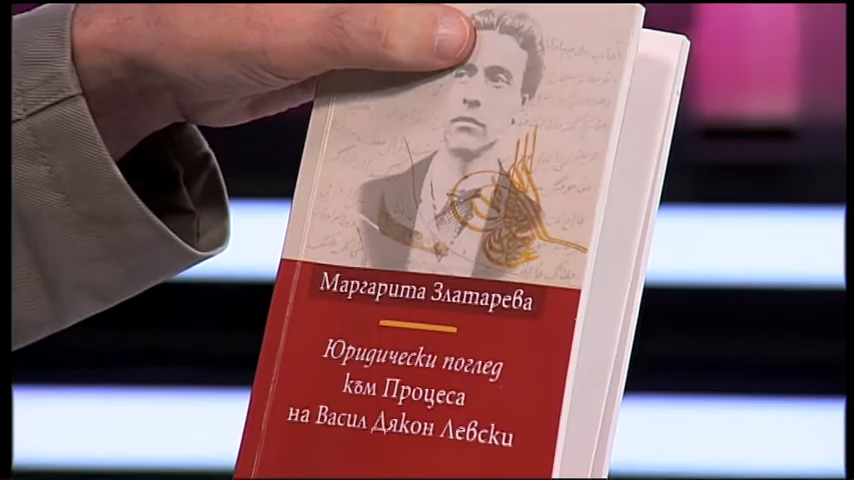 Маргарита Златарева
Юридически поглед
към Процеса
на Васил Дякон Левски